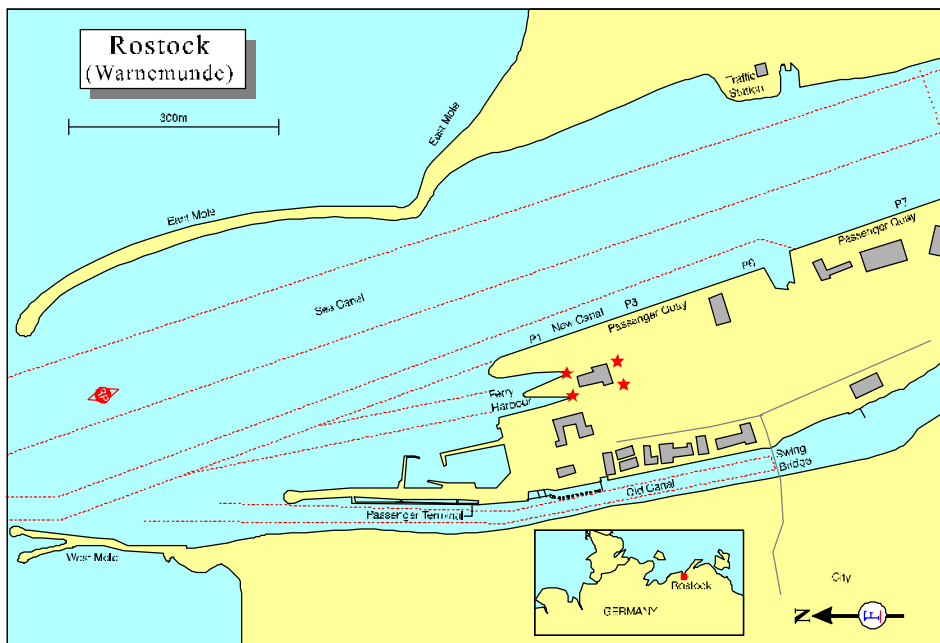 Rostock
(Warnemunde)
300m
East Mole
East Mole
Traffic
Station
Sea Canal
P7
Passenger Quay
P6
P3
New Canal
P1
Passenger Quay
Ferry
Harbour
Swing
Bridge
Old Canal
Passenger Terminal
West Mole
Rostock
GERMANY
City
N